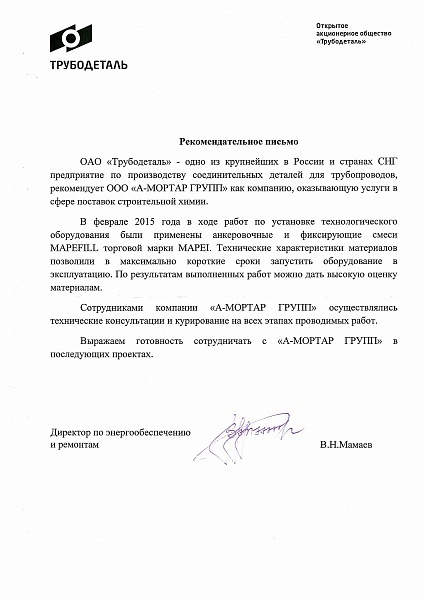 ТРУБОДЕТАЛЬ
Открытое
акционерное общество
«Трубодеталь»
Рекомендательное письмо
ОАО «Трубодеталь» - одно из крупнейших в России и странах СНГ
предприятие по производству соединительных деталей для трубопроводов,
рекомендует ООО «А-МОРТАР ГРУПП» как компанию, оказывающую услуги в
сфере поставок строительной химии.
В феврале 2015 года в ходе работ по установке технологического
оборудования были применены анкеровочные и фиксирующие смеси
MAPEFILL торговой марки MAPEI. Технические характеристики материалов
позволили в максимально короткие сроки запустить оборудование в
эксплуатацию. По результатам выполненных работ можно дать высокую оценку
материалам.
Сотрудниками компании «А-МОРТАР ГРУПП» осуществлялись
технические консультации и курирование на всех этапах проводимых работ.
Выражаем готовность сотрудничать с «А-МОРТАР ГРУПП» в
последующих проектах.
Директор по энергообеспечению
и ремонтам В.Н.Мамаев